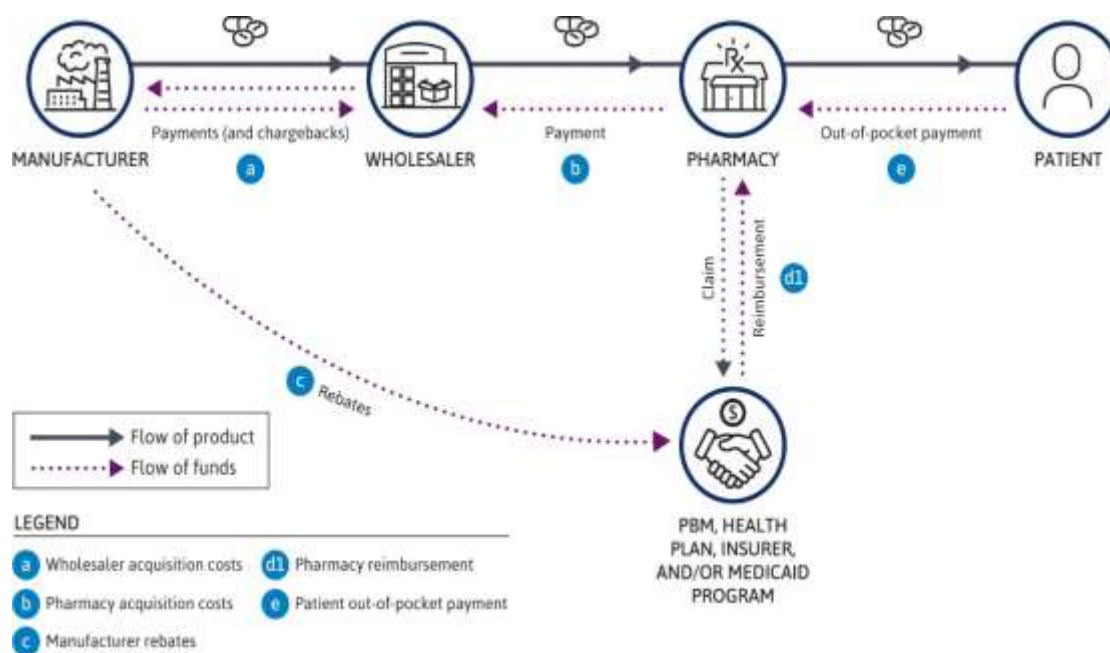 Rx
Payments (and chargebacks)
Payment
Out-of-pocket payment
MANUFACTURER
WHOLESALER
PHARMACY
PATIENT
a
b
e
Claim
Reimbursement
d1
c
Rebates
$
Flow of product
Flow of funds
PBM, HEALTH
PLAN, INSURER,
AND/OR MEDICAID
PROGRAM
LEGEND
a Wholesaler acquisition costs
d1 Pharmacy reimbursement
b Pharmacy acquisition costs
e Patient out-of-pocket payment
c Manufacturer rebates